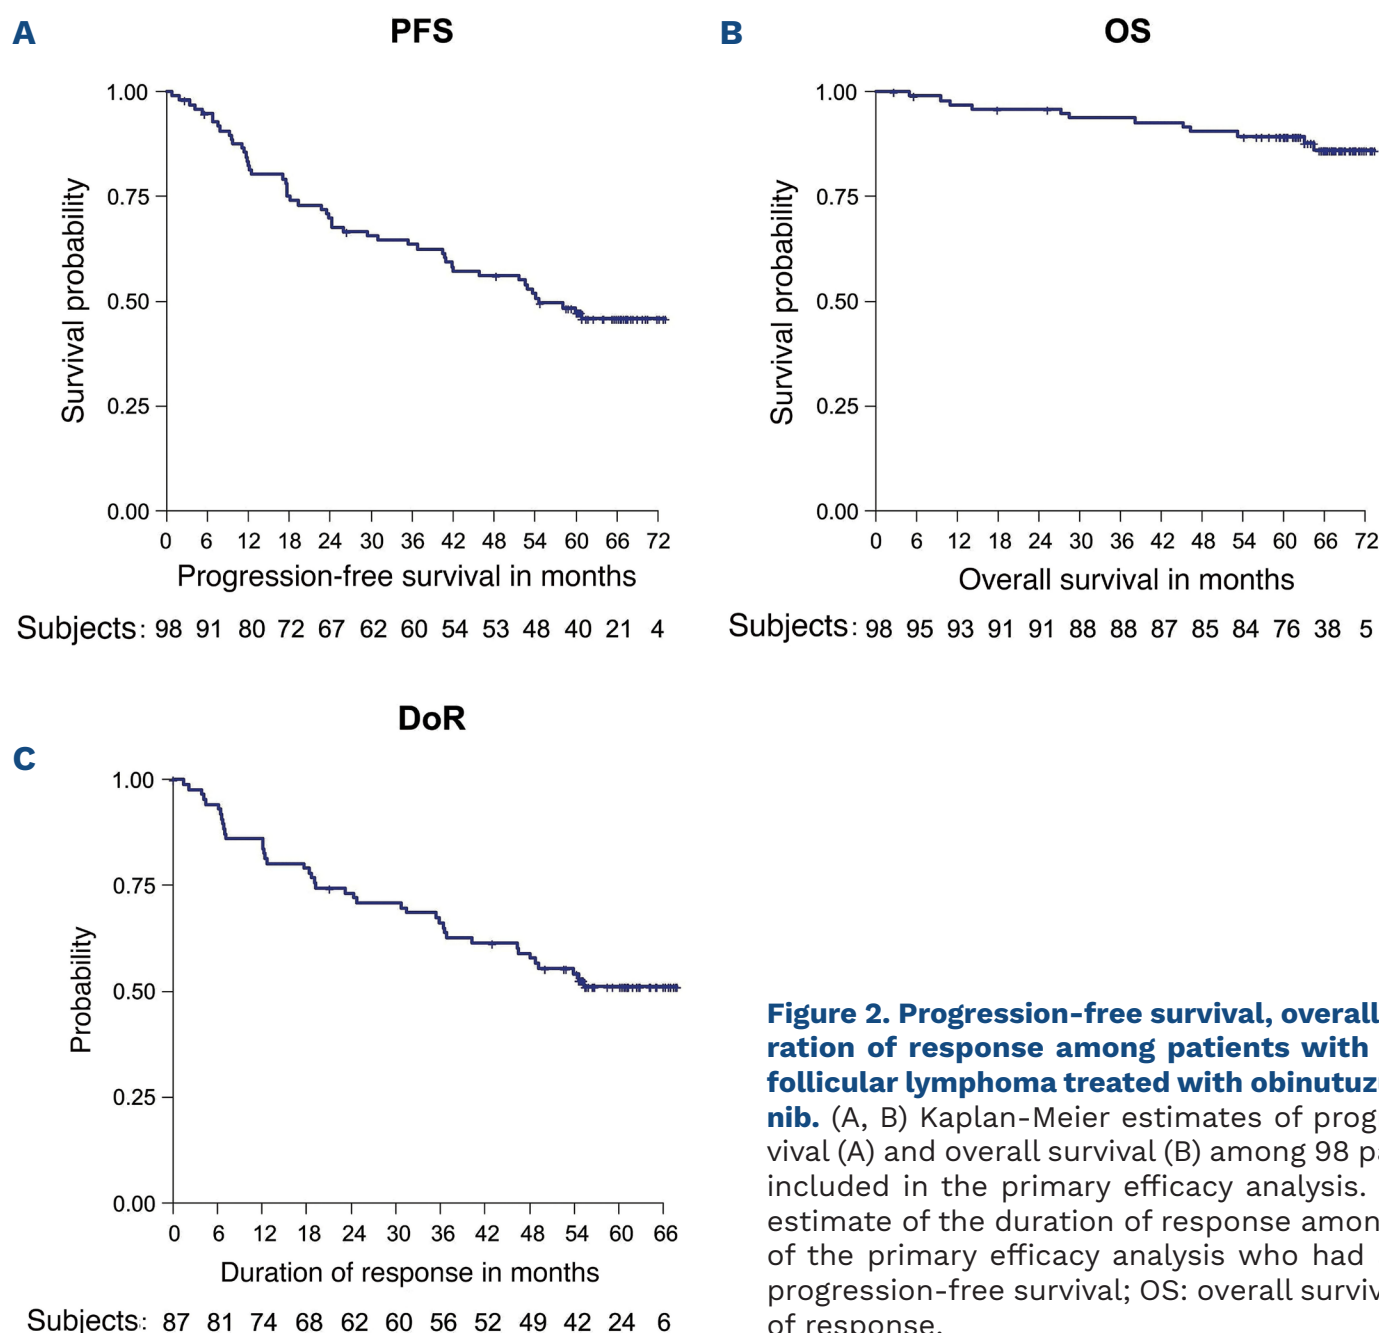 A
PFS
1.00
0.75
0.50
0.25
0.00
Survival probability
0 6 12 18 24 30 36 42 48 54 60 66 72
Progression-free survival in months
Subjects: 98 91 80 72 67 62 60 54 53 48 40 21 4
B
OS
1.00
0.75
0.50
0.25
0.00
Survival probability
0 6 12 18 24 30 36 42 48 54 60 66 72
Overall survival in months
Subjects: 98 95 93 91 91 88 88 87 85 84 76 38 5
C
DoR
1.00
0.75
0.50
0.25
0.00
Probability
0 6 12 18 24 30 36 42 48 54 60 66
Duration of response in months
Subjects: 87 81 74 68 62 60 56 52 49 42 24 6
Figure 2. Progression-free survival, overall
ration of response among patients with
follicular lymphoma treated with obinutuz
nib. (A, B) Kaplan-Meier estimates of prog
vival (A) and overall survival (B) among 98 p
included in the primary efficacy analysis.
estimate of the duration of response amon
of the primary efficacy analysis who had
progression-free survival; OS: overall surviv
of response.